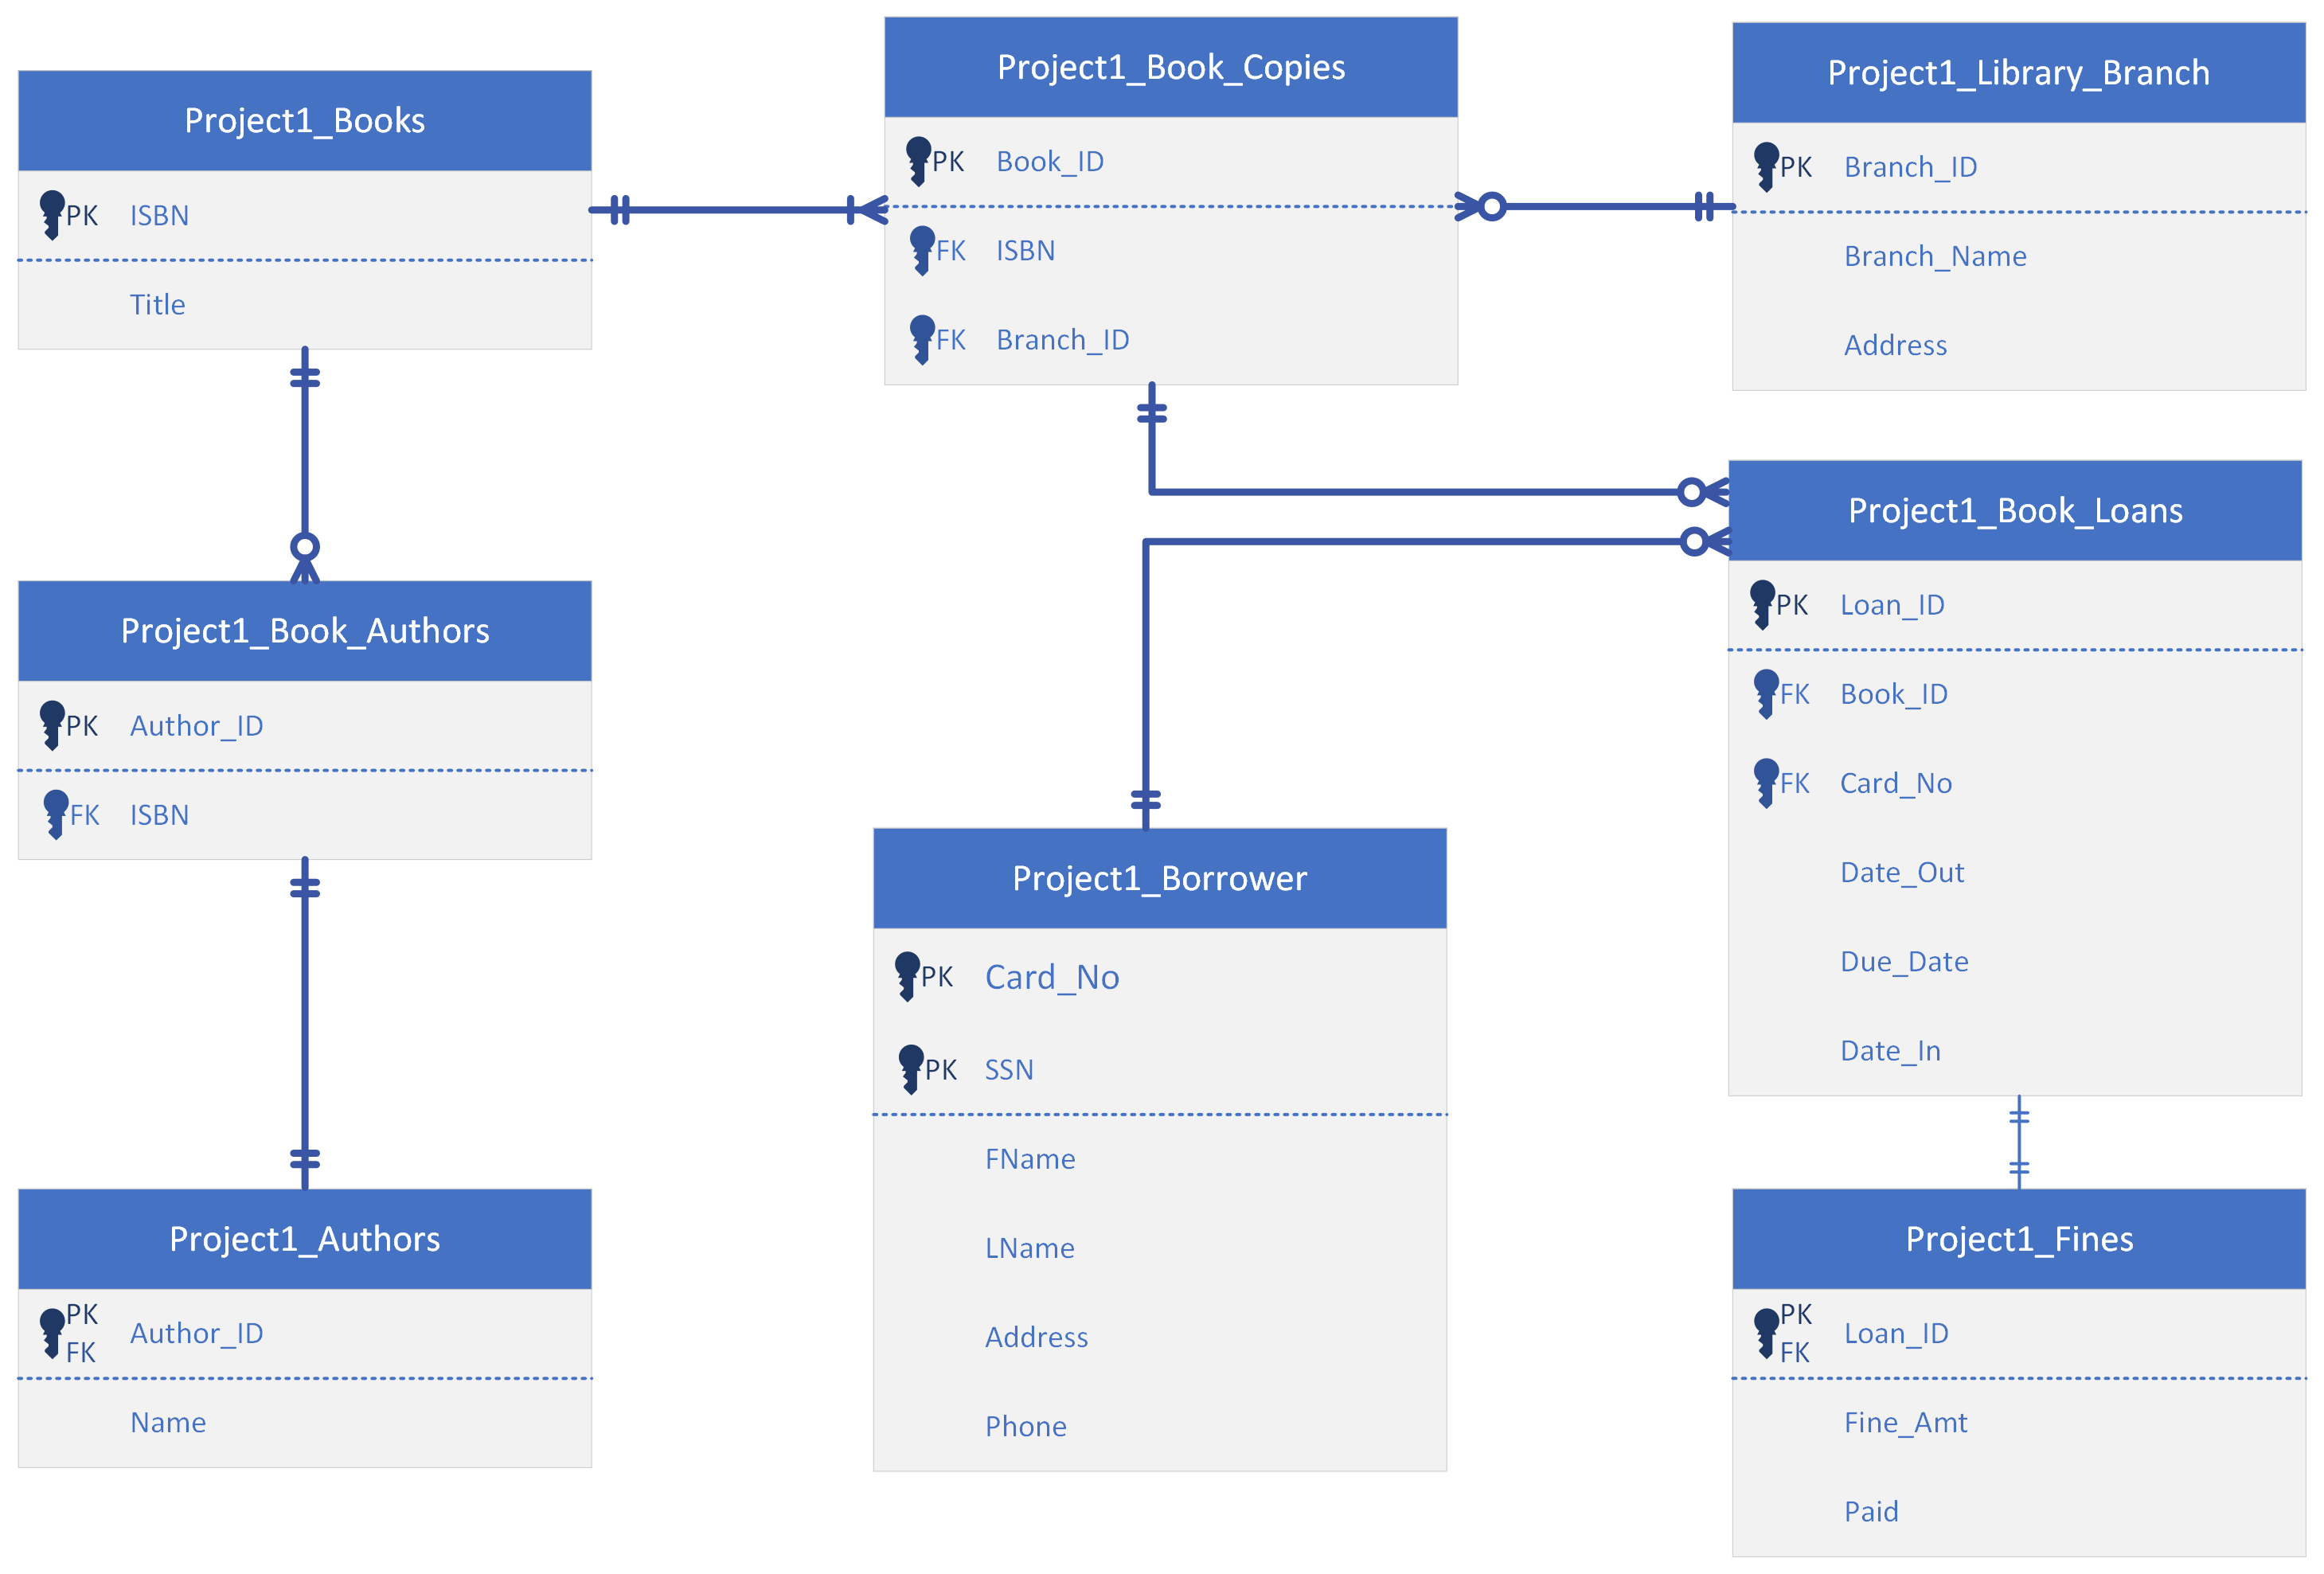 Project1_Books
PK ISBN
Title
Project1_Book_Copies
PK Book_ID
FK ISBN
FK Branch_ID
Project1_Library_Branch
PK Branch_ID
Branch_Name
Address
Project1_Book_Loans
PK Loan_ID
FK Book_ID
FK Card_No
Date_Out
Due_Date
Date_In
Project1_Book_Authors
PK Author_ID
FK ISBN
Project1_Borrower
PK Card_No
PK SSN
FName
LName
Address
Phone
Project1_Authors
PK
FK Author_ID
Name
Project1_Fines
PK
FK Loan_ID
Fine_Amt
Paid